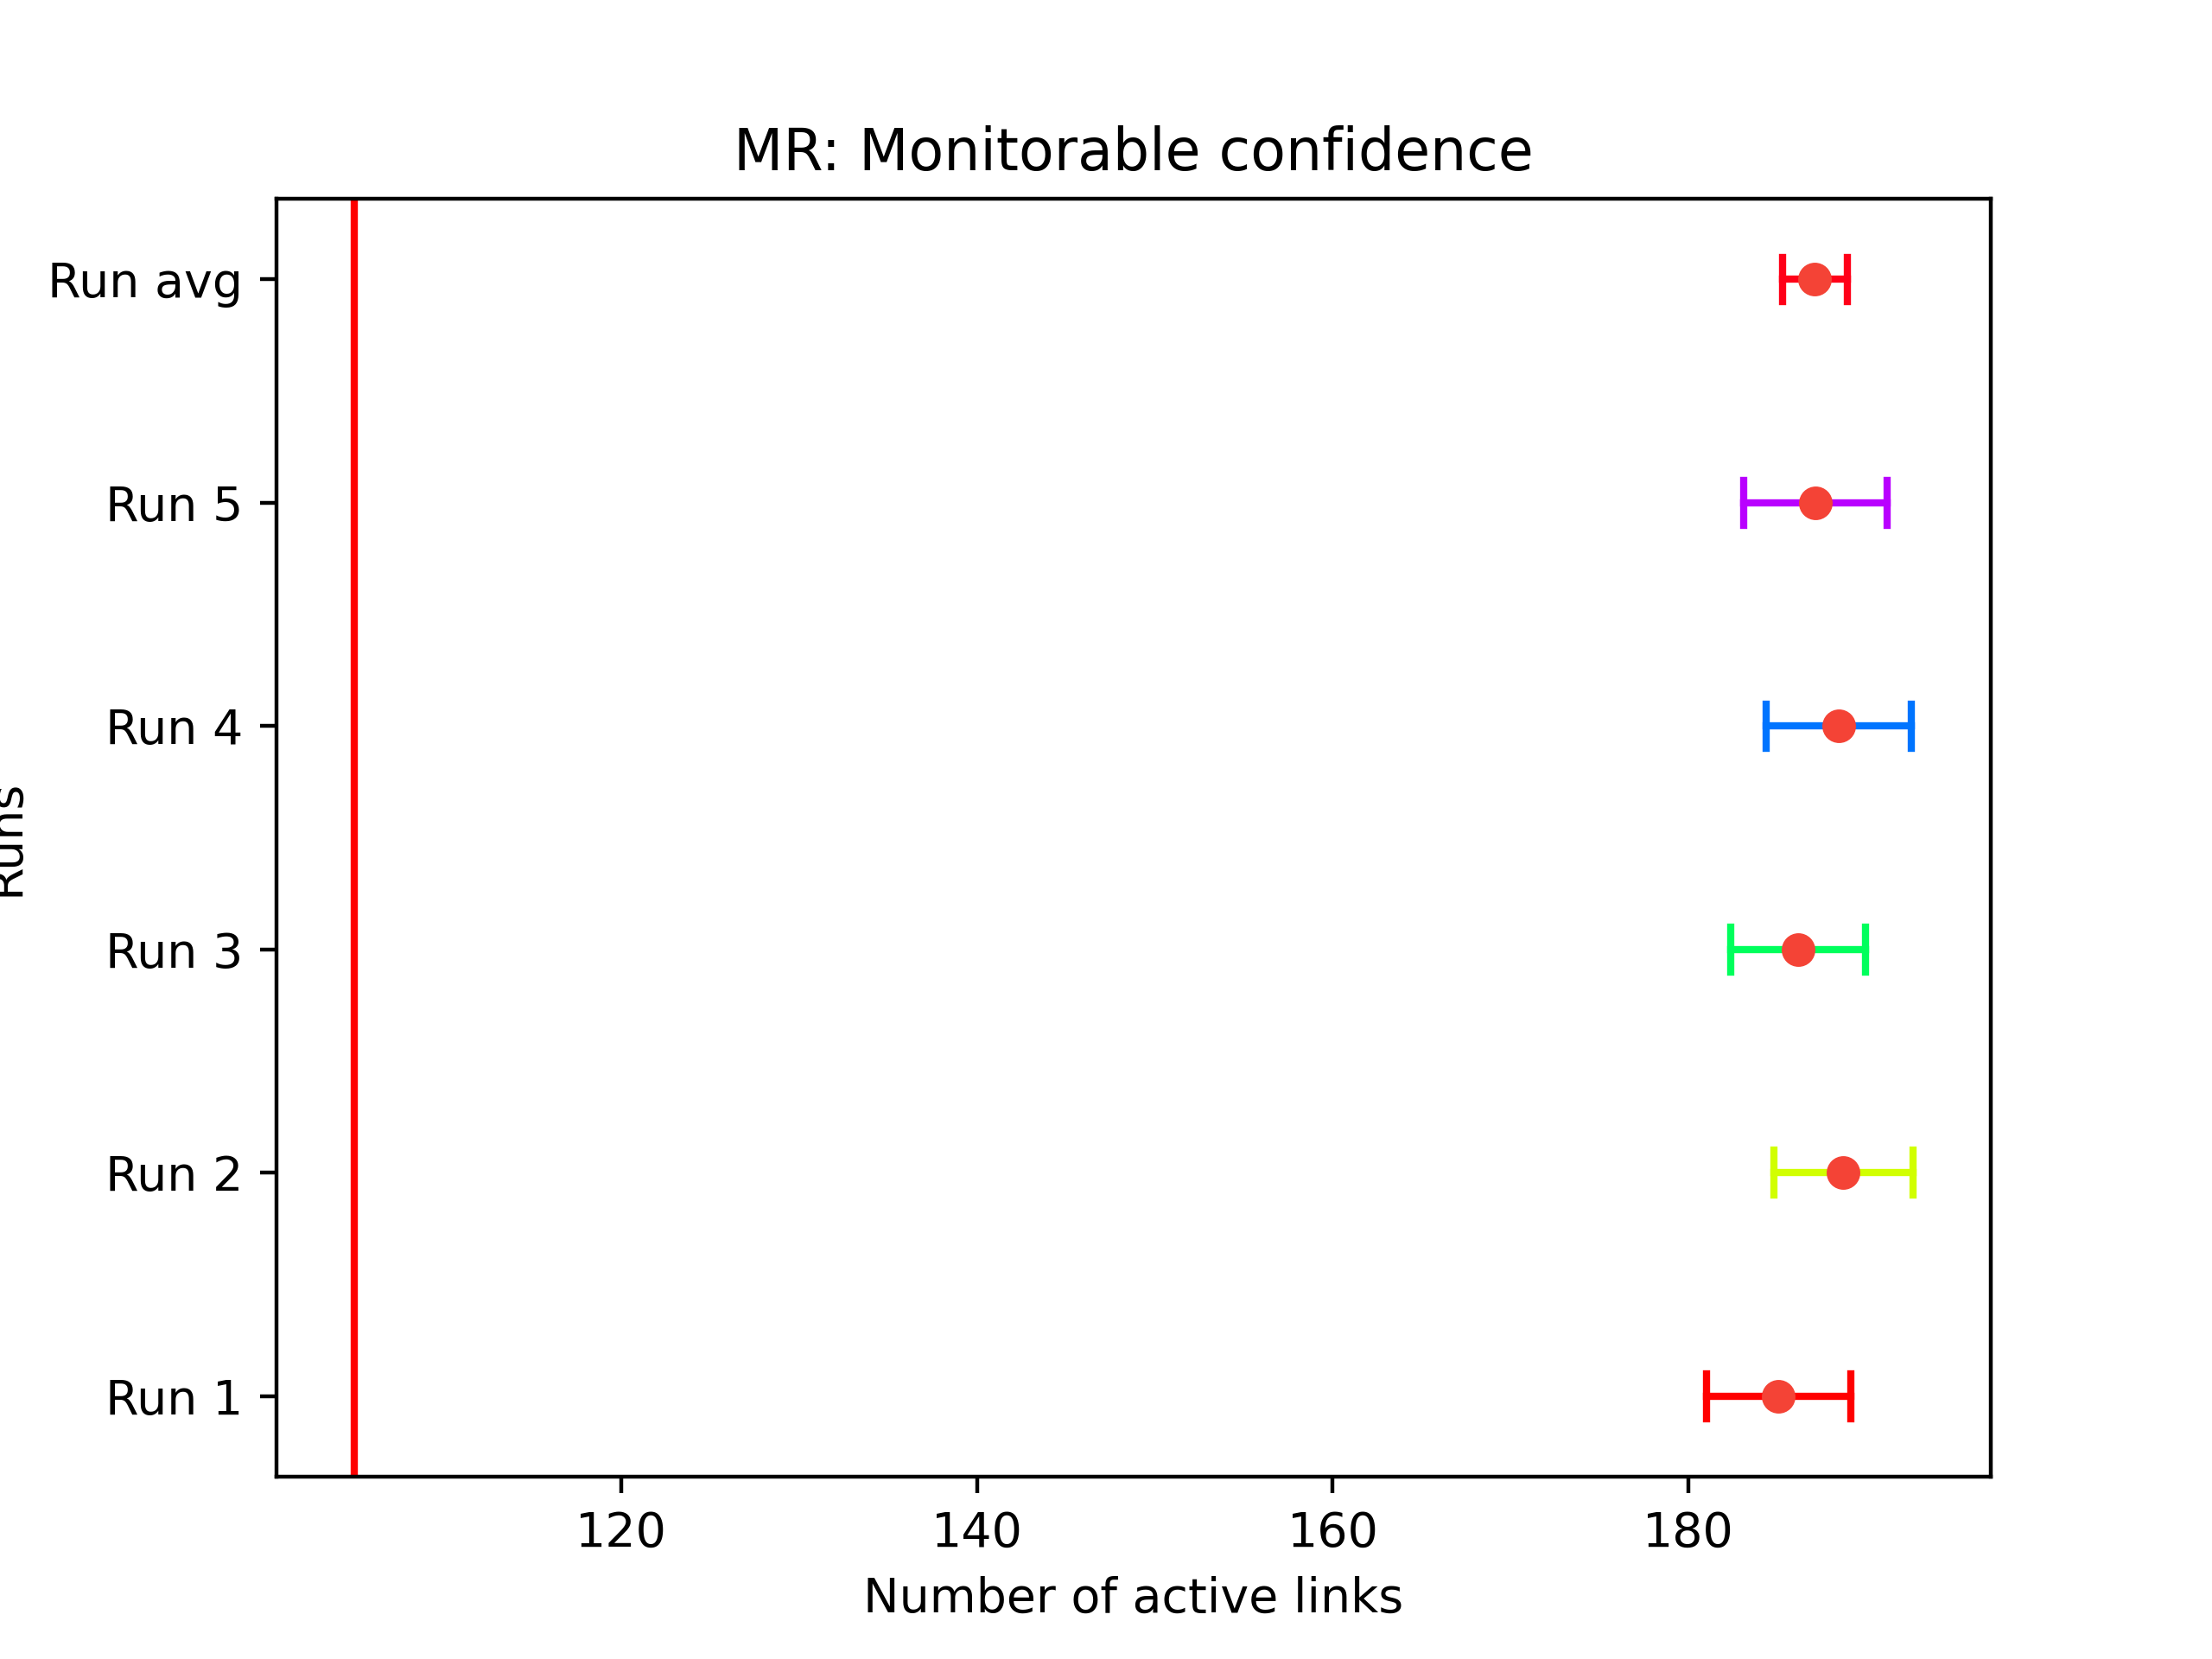 MR: Monitorable confidence
Run avg
Run 5
Run 4
Run 3
Run 2
Run 1
Runs
120 140 160 180
Number of active links